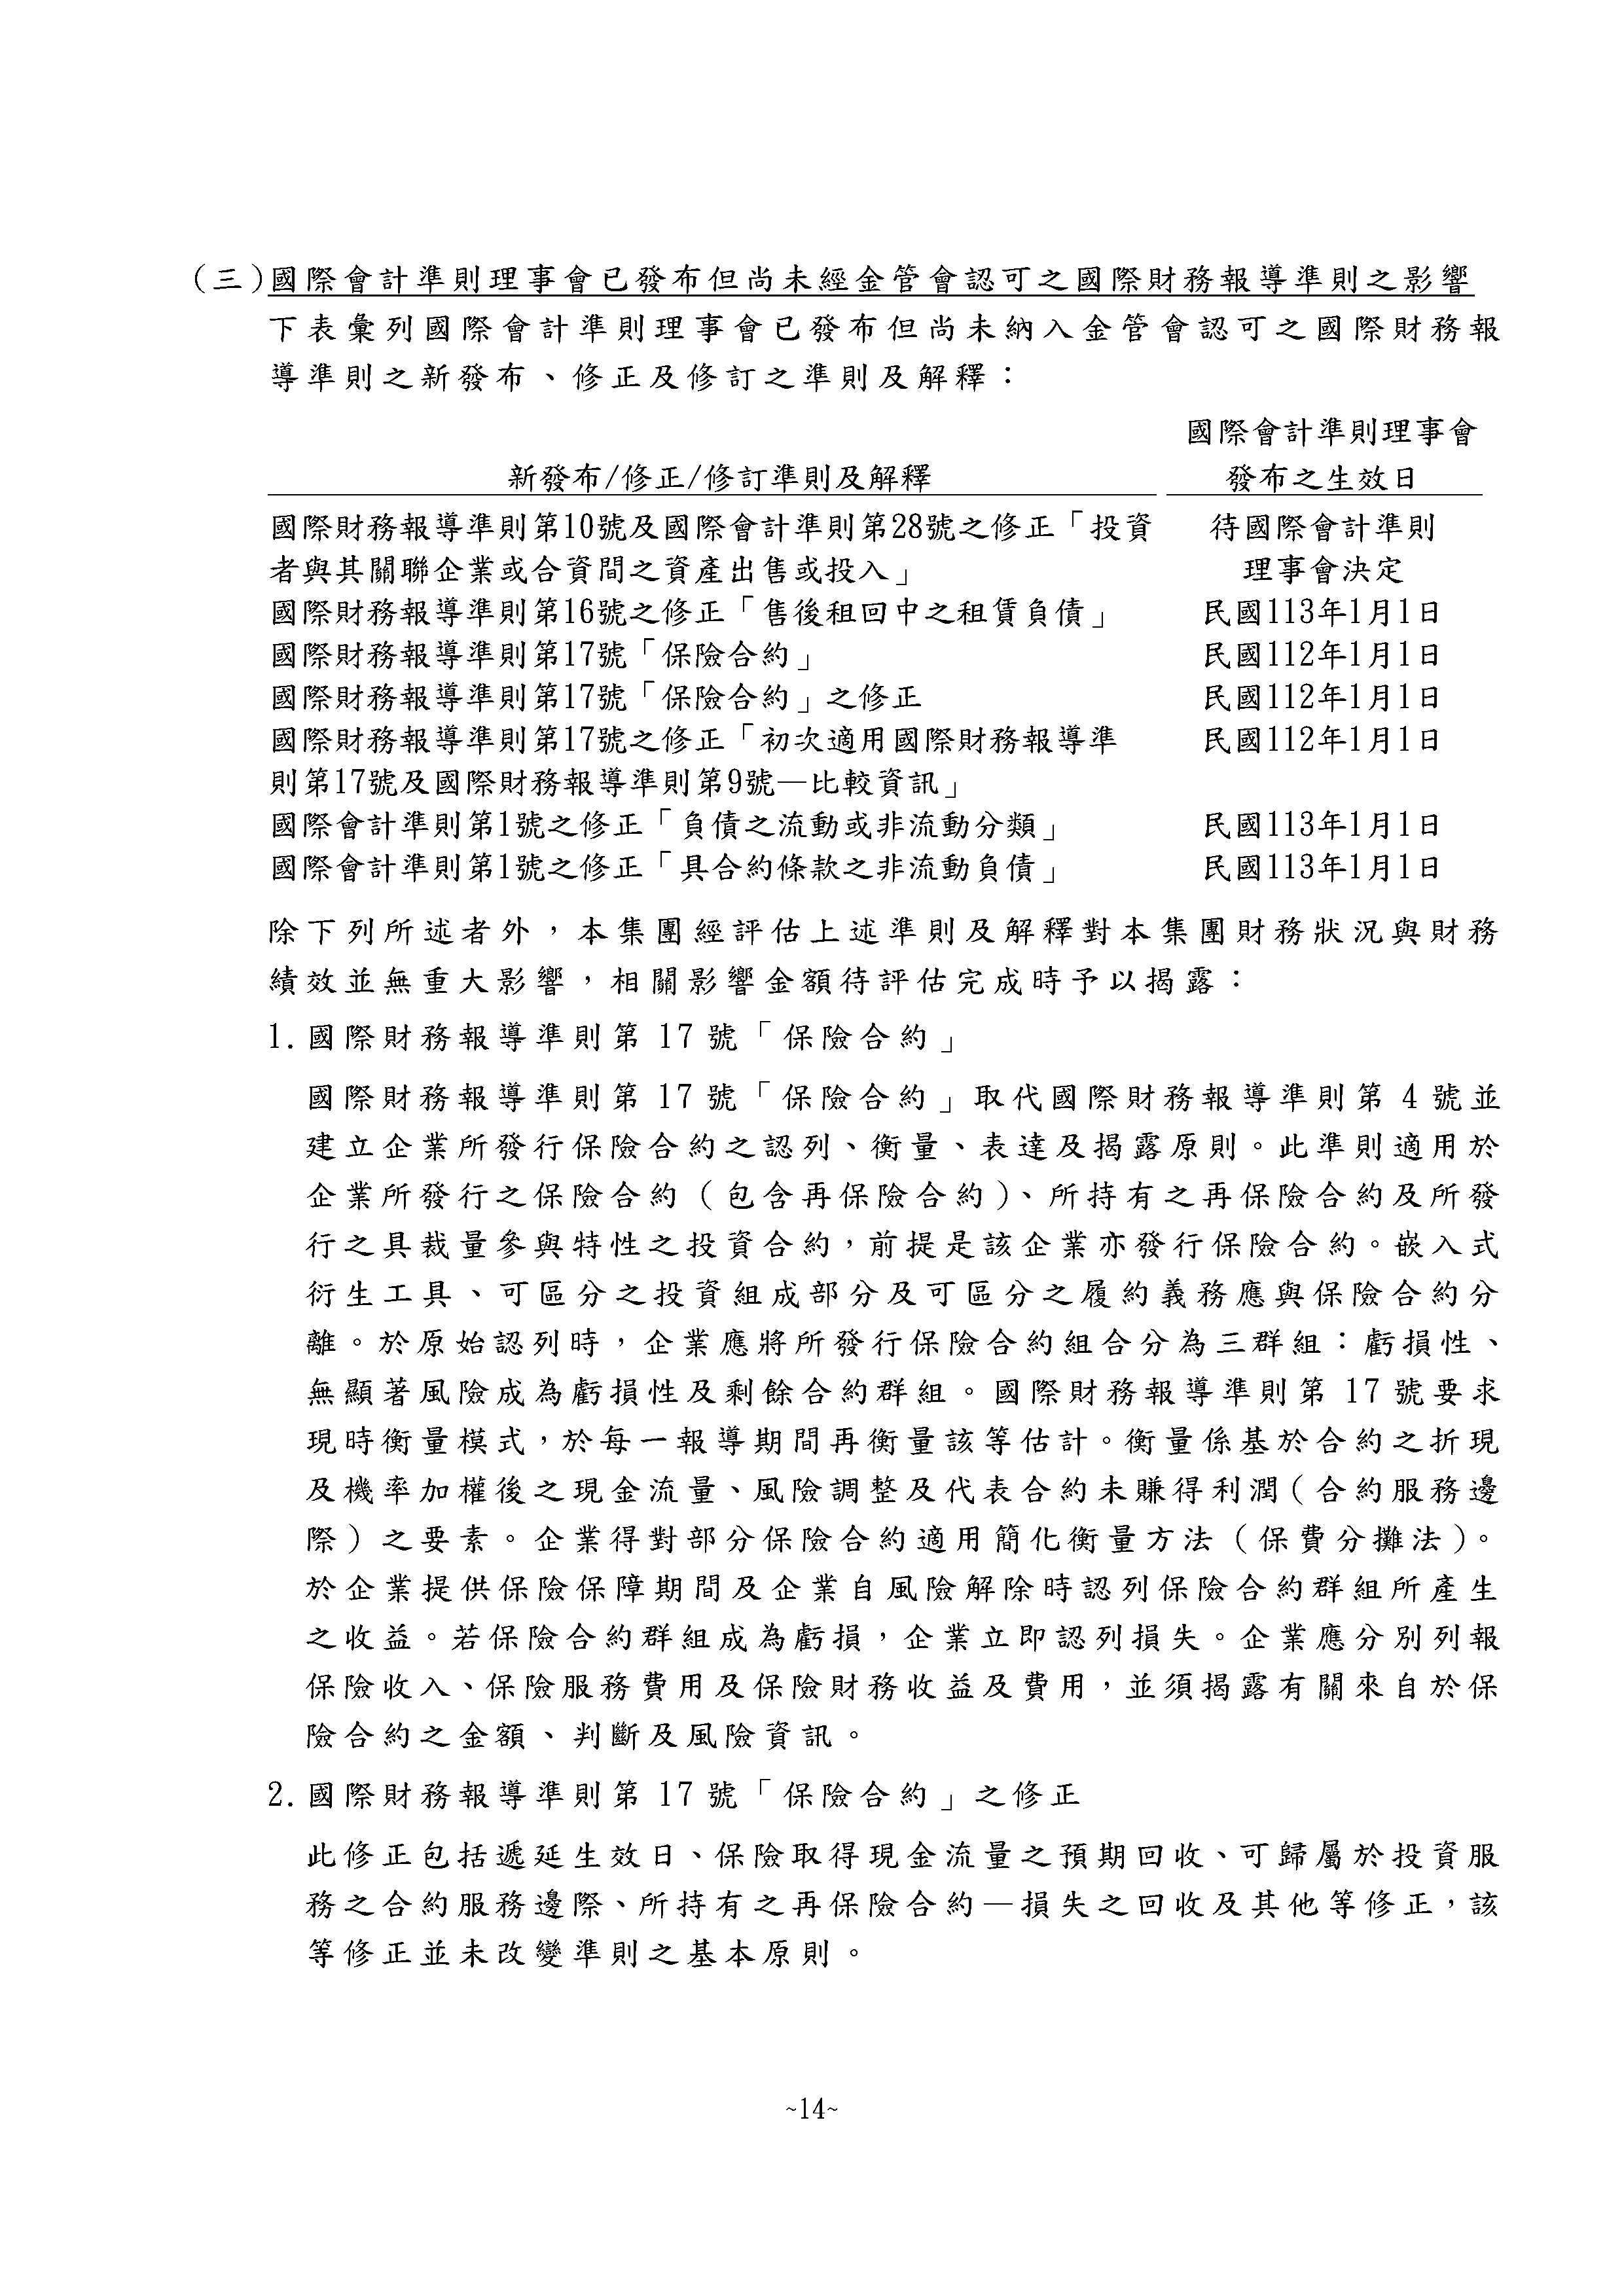 (三)國際會計準則理事會已發布但尚未經金管會認可之國際財務報導準則之影響
下表彙列國際會計準則理事會已發布但尚未納入金管會認可之國際財務報
導準則之新發布、修正及修訂之準則及解釋：
國際會計準則理事會
新發布/修正/修訂準則及解釋 發布之生效日
國際財務報導準則第10號及國際會計準則第28號之修正「投資 待國際會計準則
者與其關聯企業或合資間之資產出售或投入」 理事會決定
國際財務報導準則第16號之修正「售後租回中之租賃負債」 民國113年1月1日
國際財務報導準則第17號「保險合約」 民國112年1月1日
國際財務報導準則第17號「保險合約」之修正 民國112年1月1日
國際財務報導準則第17號之修正「初次適用國際財務報導準 民國112年1月1日
則第17號及國際財務報導準則第9號—比較資訊」
國際會計準則第1號之修正「負債之流動或非流動分類」 民國113年1月1日
國際會計準則第1號之修正「具合約條款之非流動負債」 民國113年1月1日
除下列所述者外，本集團經評估上述準則及解釋對本集團財務狀況與財務
績效並無重大影響，相關影響金額待評估完成時予以揭露：
1.國際財務報導準則第 17 號「保險合約」
國際財務報導準則第 17 號「保險合約」取代國際財務報導準則第 4 號並
建立企業所發行保險合約之認列、衡量、表達及揭露原則。此準則適用於
企業所發行之保險合約（包含再保險合約）、所持有之再保險合約及所發
行之具裁量參與特性之投資合約，前提是該企業亦發行保險合約。嵌入式
衍生工具、可區分之投資組成部分及可區分之履約義務應與保險合約分
離。於原始認列時，企業應將所發行保險合約組合分為三群組：虧損性、
無顯著風險成為虧損性及剩餘合約群組。國際財務報導準則第 17 號要求
現時衡量模式，於每一報導期間再衡量該等估計。衡量係基於合約之折現
及機率加權後之現金流量、風險調整及代表合約未賺得利潤（合約服務邊
際）之要素。企業得對部分保險合約適用簡化衡量方法（保費分攤法）。
於企業提供保險保障期間及企業自風險解除時認列保險合約群組所產生
之收益。若保險合約群組成為虧損，企業立即認列損失。企業應分別列報
保險收入、保險服務費用及保險財務收益及費用，並須揭露有關來自於保
險合約之金額、判斷及風險資訊。
2.國際財務報導準則第 17 號「保險合約」之修正
此修正包括遞延生效日、保險取得現金流量之預期回收、可歸屬於投資服
務之合約服務邊際、所持有之再保險合約—損失之回收及其他等修正，該
等修正並未改變準則之基本原則。
~14~